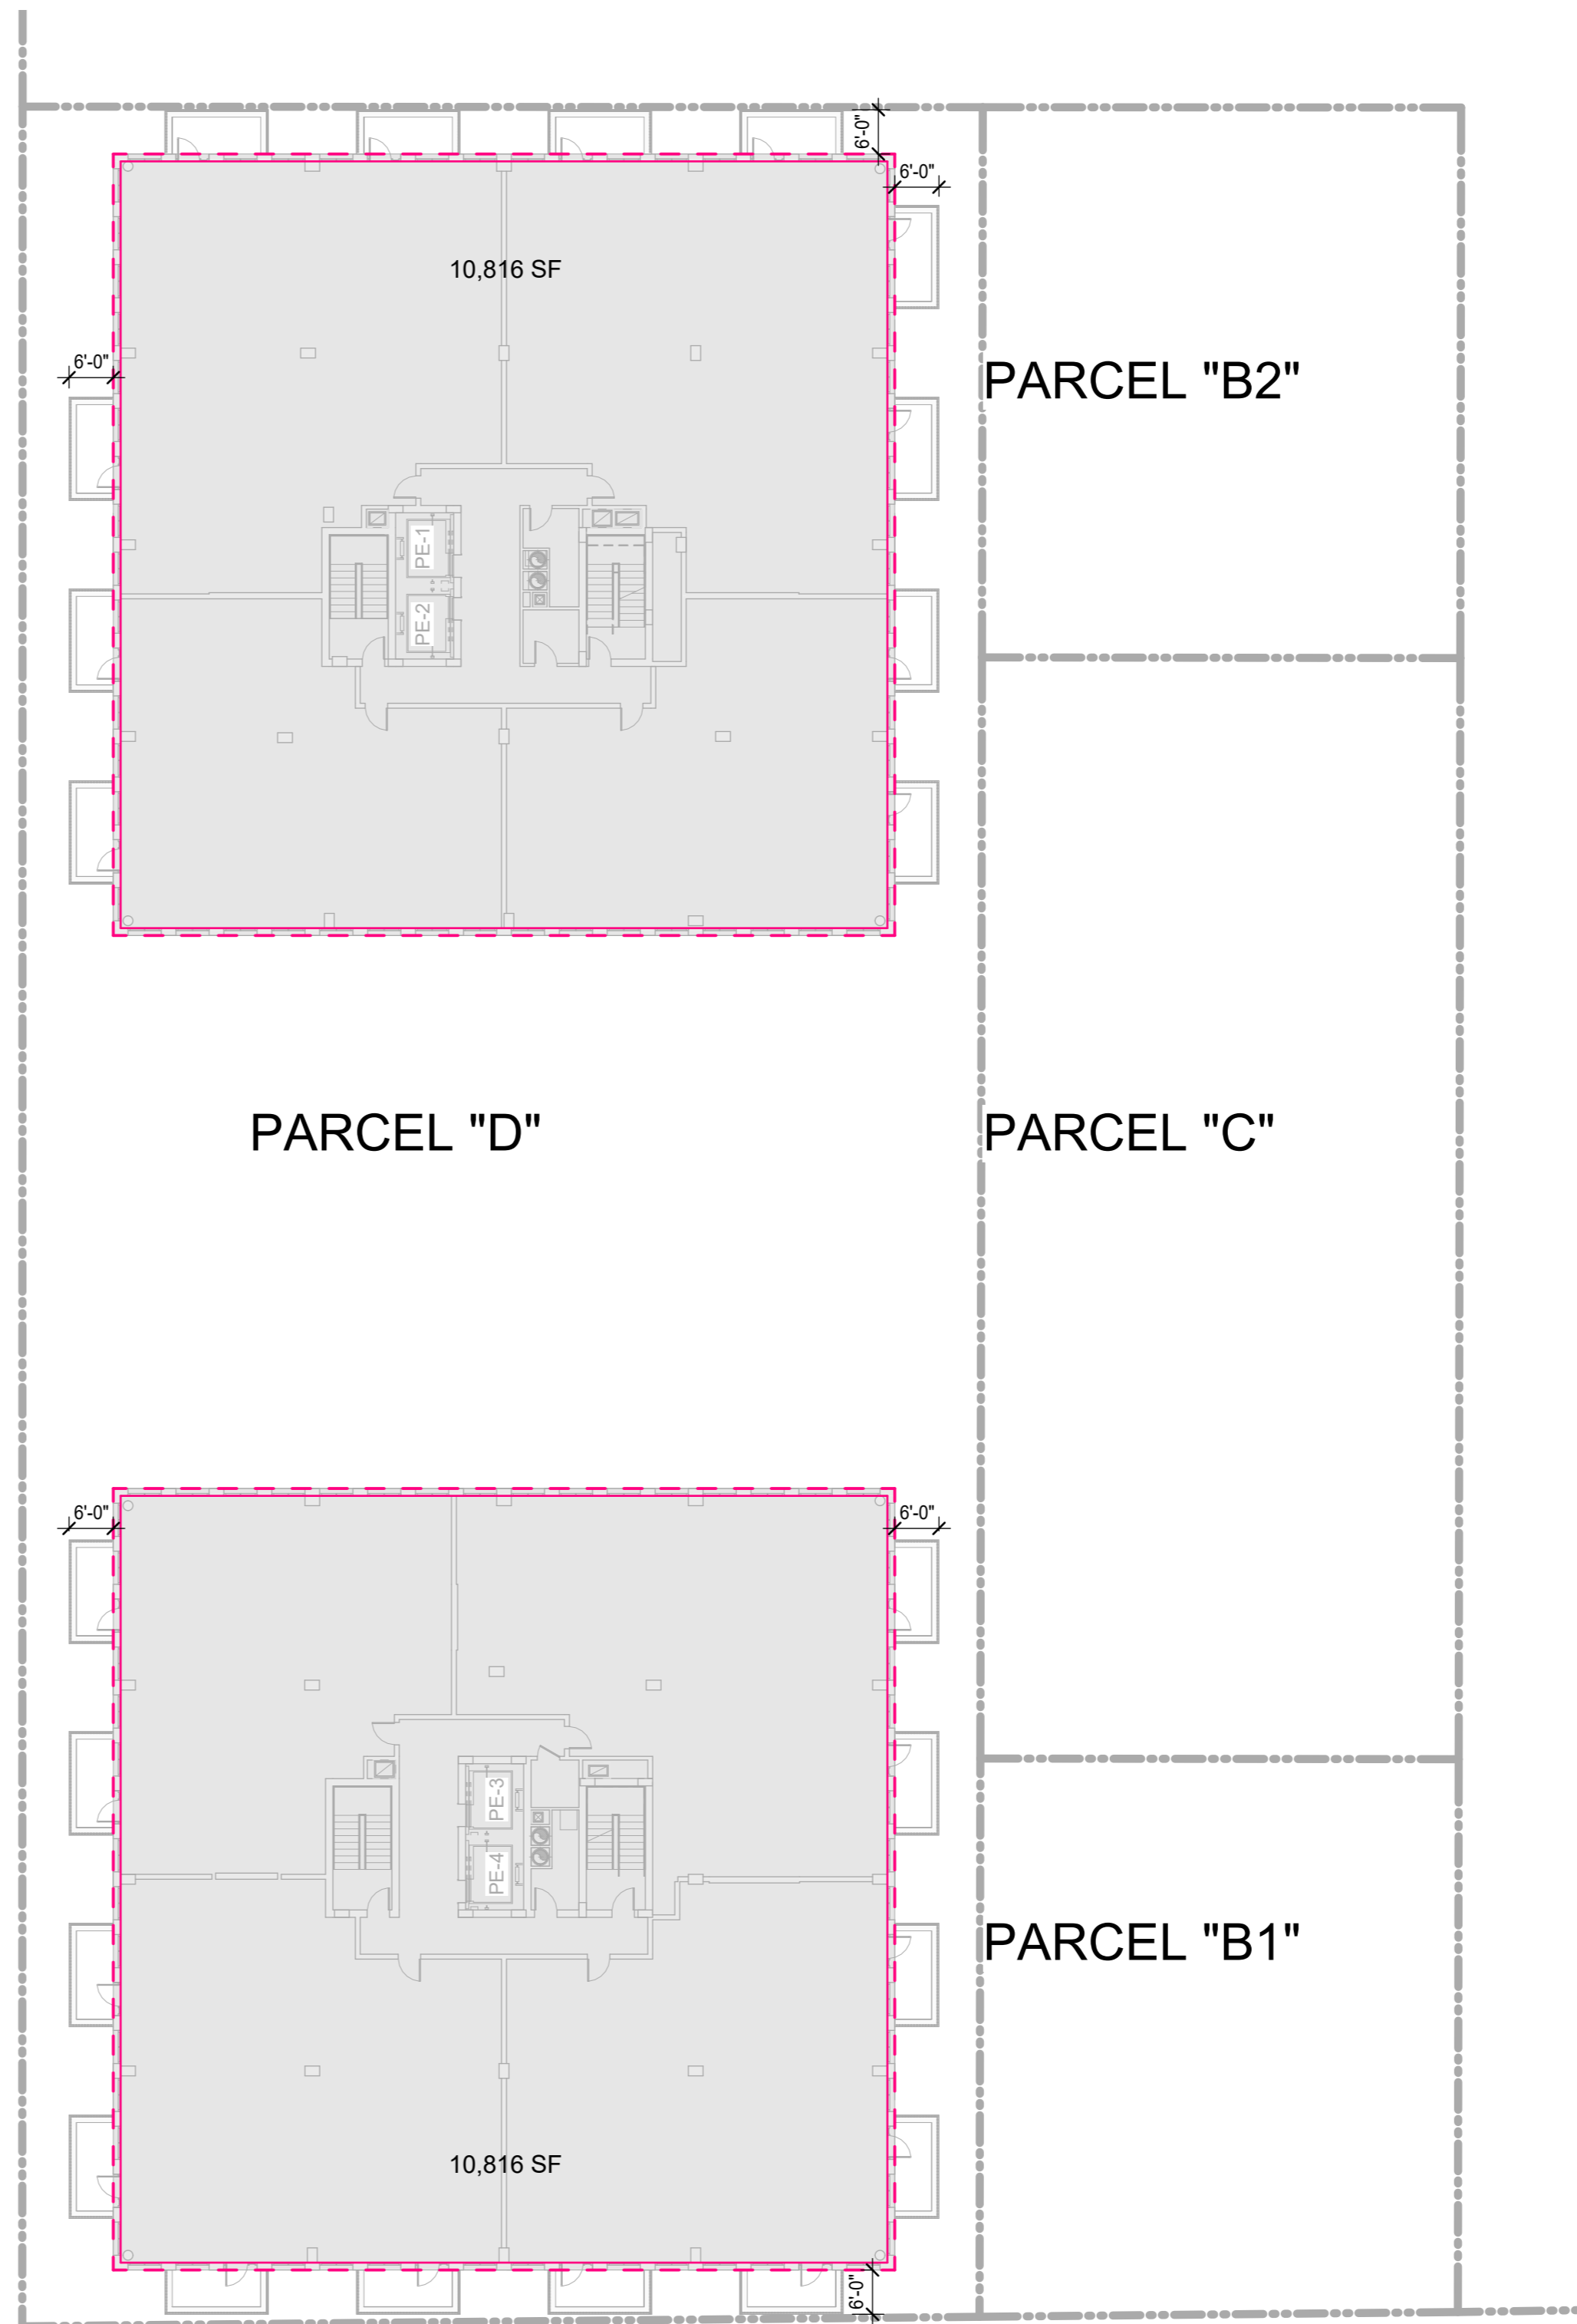 6'-0"
6'-0"
10,816 SF
6'-0"
PARCEL "B2"
PE-1
PE-2
PARCEL "D"
PARCEL "C"
6'-0"
6'-0"
PE-3
PE-4
PARCEL "B1"
10,816 SF
6'-0"